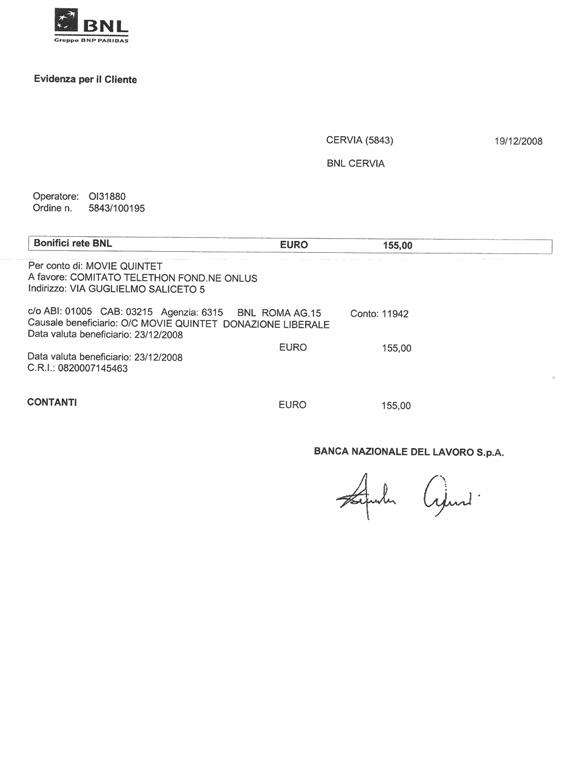 BNL
Gruppo BNP PARIBAS
Evidenza per il Cliente
CERVIA (5843) 19/12/2008
BNL CERVIA
Operatore: OI31880
Ordine n. 5843/100195
Bonifici rete BNL EURO 155,00
Per conto di: MOVIE QUINTET
A favore: COMITATO TELETHON FOND.NE ONLUS
Indirizzo: VIA GUGLIELMO SALICETO 5
c/o ABI: 01005 CAB: 03215 Agenzia: 6315 BNL ROMA AG.15 Conto: 11942
Causale beneficiario: O/C MOVIE QUINTET DONAZIONE LIBERALE
Data valuta beneficiario: 23/12/2008
EURO 155,00
Data valuta beneficiario: 23/12/2008
C.R.I.: 0820007145463
CONTANTI EURO 155,00
BANCA NAZIONALE DEL LAVORO S.p.A.